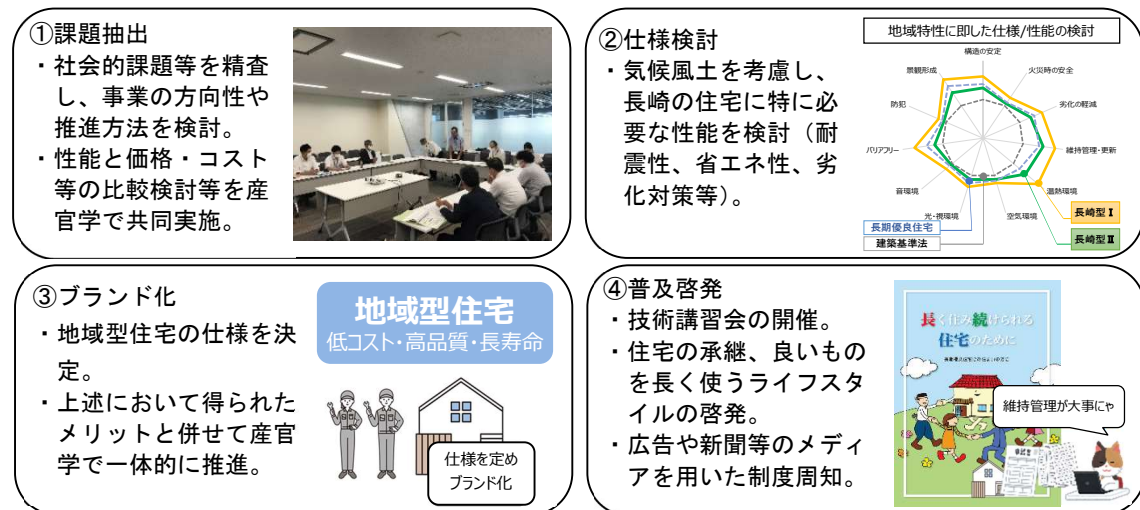 ①課題抽出
・社会的課題等を精査
し、事業の方向性や
推進方法を検討。
・性能と価格・コスト
等の比較検討等を産
官学で共同実施。
②仕様検討
・気候風土を考慮し、
長崎の住宅に特に必
要な性能を検討（耐
震性、省エネ性、劣
化対策等）。
地域特性に即した仕様/性能の検討
構造の安定
火災時の安全
劣化の軽減
維持管理・更新
温熱環境
空気環境
光・視環境
音環境
バリアフリー
防犯
景観形成
長期優良住宅
建築基準法
長崎型Ⅰ
長崎型Ⅱ
③ブランド化
・地域型住宅の仕様を決
定。
・上述において得られた
メリットと併せて産官
学で一体的に推進。
地域型住宅
低コスト・高品質・長寿命
仕様を定め
ブランド化
④普及啓発
・技術講習会の開催。
・住宅の承継、良いもの
を長く使うライフスタ
イルの啓発。
・広告や新聞等のメディ
アを用いた制度周知。
長く住み続けられる
住宅のために
維持管理が大事にゃ